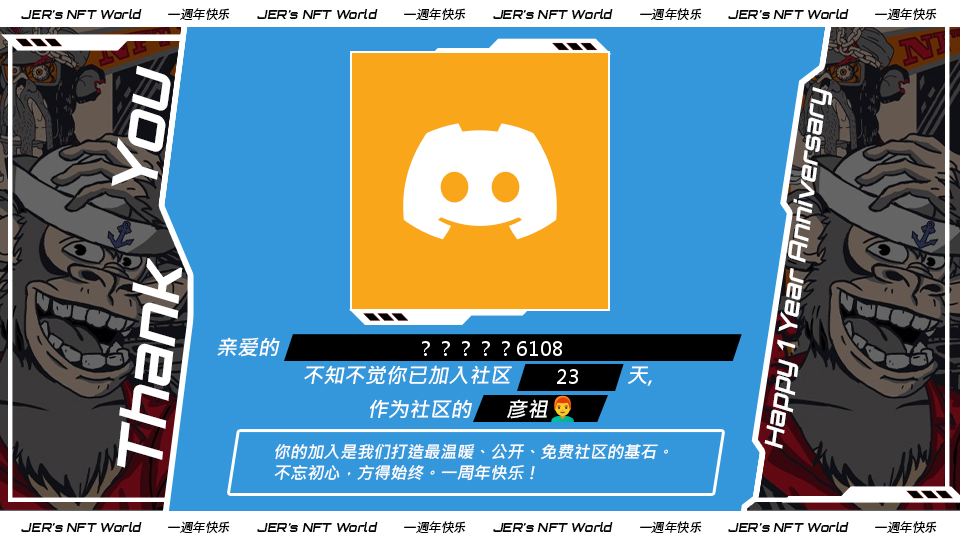 JER's NFT World 一週年快乐 JER's NFT World 一週年快乐 JER's NFT World 一週年快乐 JER's NFT World 一週年快乐
Thank You
亲爱的 ？？？？？6108
不知不觉你已加入社区 23 天,
作为社区的 彦祖👨‍🦰
你的加入是我们打造最温暖、公开、免费社区的基石。
不忘初心，方得始终。一周年快乐！
Happy 1 Year Anniversary
JER's NFT World 一週年快乐 JER's NFT World 一週年快乐 JER's NFT World 一週年快乐 JER's NFT World 一週年快乐